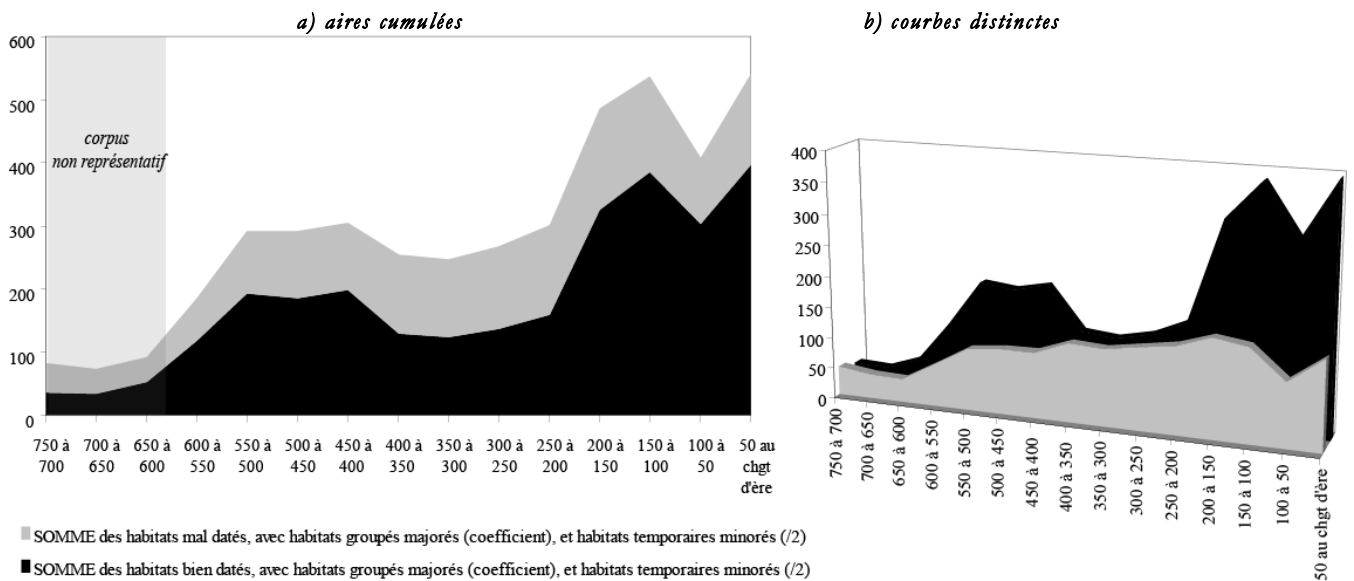 a) aires cumulées
b) courbes distinctes
600
500
400
300
200
100
0
corpus
non représentatif
750 à 700
700 à 650
650 à 600
600 à 550
550 à 500
500 à 450
450 à 400
400 à 350
350 à 300
300 à 250
250 à 200
200 à 150
150 à 100
100 à 50
50 au chgt d'ère
400
350
300
250
200
150
100
50
0
750 à 700
700 à 650
650 à 600
600 à 550
550 à 500
500 à 450
450 à 400
400 à 350
350 à 300
300 à 250
250 à 200
200 à 150
150 à 100
100 à 50
50 au chgt d'ère
SOMME des habitats mal datés, avec habitats groupés majorés (coefficient), et habitats temporaires minorés (/2)
SOMME des habitats bien datés, avec habitats groupés majorés (coefficient), et habitats temporaires minorés (/2)